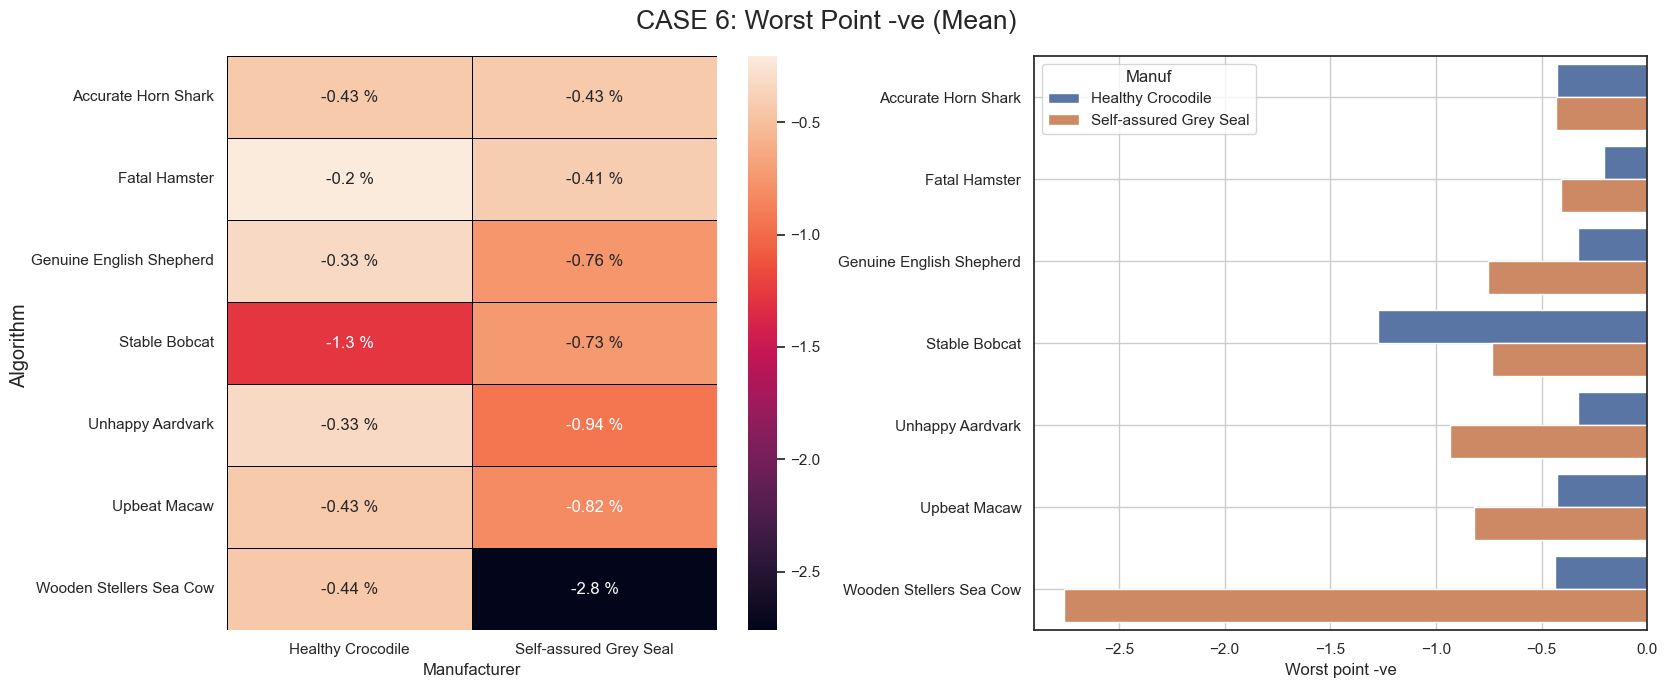 CASE 6: Worst Point -ve (Mean)
Algorithm
Accurate Horn Shark
-0.43 %
-0.43 %
Fatal Hamster
-0.2 %
-0.41 %
Genuine English Shepherd
-0.33 %
-0.76 %
Stable Bobcat
-1.3 %
-0.73 %
Unhappy Aardvark
-0.33 %
-0.94 %
Upbeat Macaw
-0.43 %
-0.82 %
Wooden Stellers Sea Cow
-0.44 %
-2.8 %
Healthy Crocodile
Self-assured Grey Seal
Manufacturer
−0.5
−1.0
−1.5
−2.0
−2.5
Manuf
Healthy Crocodile
Self-assured Grey Seal
Accurate Horn Shark
Fatal Hamster
Genuine English Shepherd
Stable Bobcat
Unhappy Aardvark
Upbeat Macaw
Wooden Stellers Sea Cow
−2.5
−2.0
−1.5
−1.0
−0.5
0.0
Worst point -ve